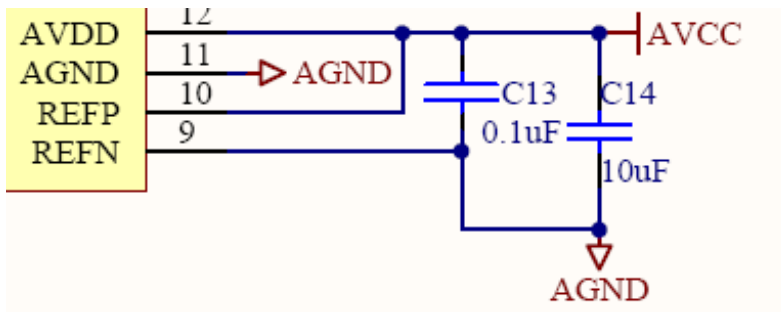 12
AVDD
AVCC
11
AGND
AGND
10
REFP
C13
C14
9
REFN
0.1uF
10uF
AGND